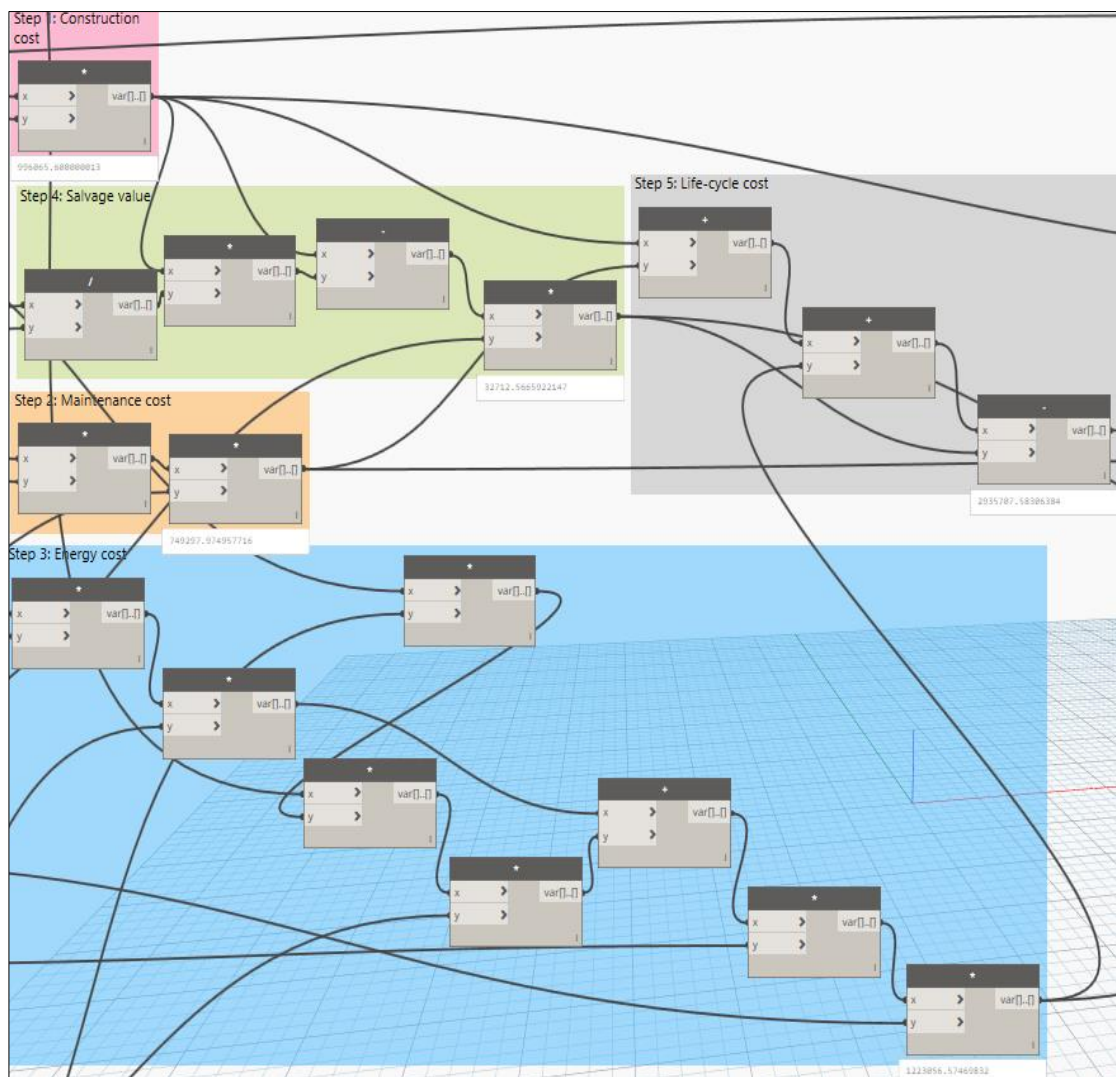 Step 1: Construction
cost
*
x > var[]..[]
y >
l
996065.600000013
Step 4: Salvage value
Step 5: Life-cycle cost
+
x > var[]..[]
y >
l
-
x > var[]..[]
y >
l
*
x > var[]..[]
y >
l
/
x > var[]..[]
y >
l
*
x > var[]..[]
y >
l
32712.5665922147
+
x > var[]..[]
y >
l
Step 2: Maintenance cost
*
x > var[]..[]
y >
l
*
x > var[]..[]
y >
l
749297.974957716
-
x > var[]..[]
y >
l
2935707.58306384
Step 3: Energy cost
*
x > var[]..[]
y >
l
*
x > var[]..[]
y >
l
*
x > var[]..[]
y >
l
*
x > var[]..[]
y >
l
+
x > var[]..[]
y >
l
*
x > var[]..[]
y >
l
*
x > var[]..[]
y >
l
*
x > var[]..[]
y >
l
1223056.57469832